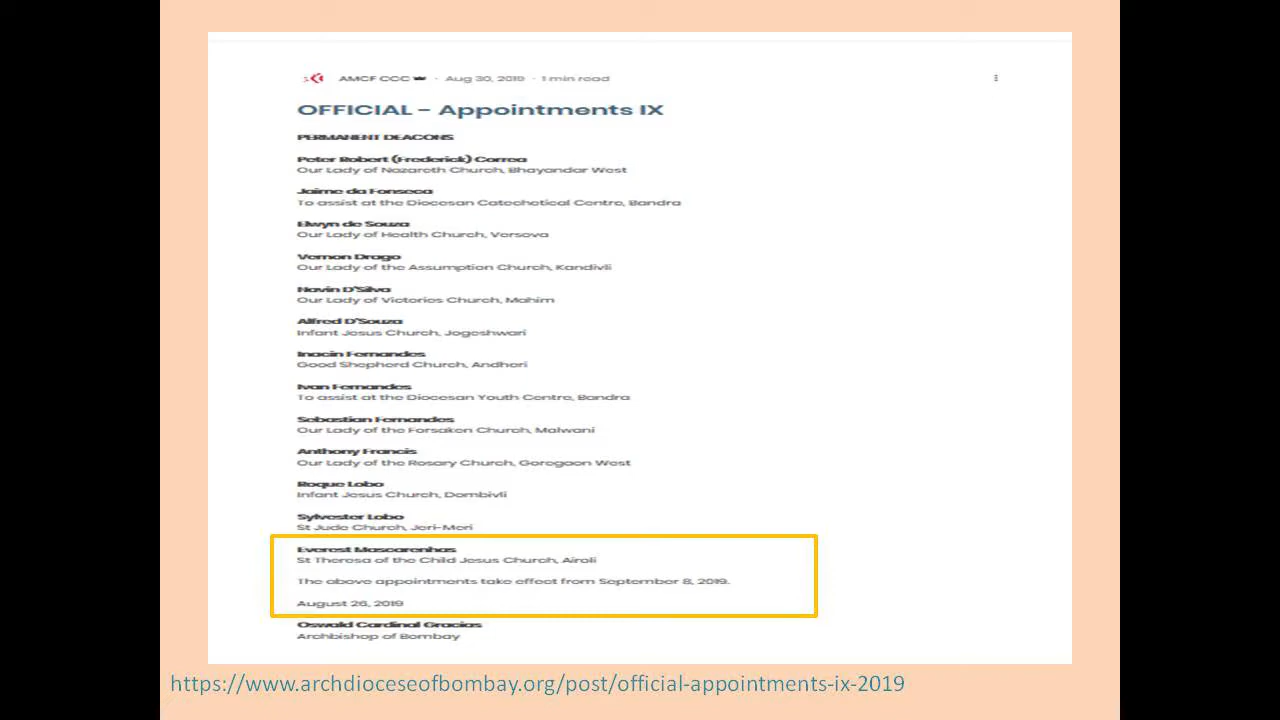 AMCF CCC · Aug 30, 2019 · 1 min read
OFFICIAL - Appointments IX
PERMANENT DEACONS
Peter Robert (Frederick) Correa
Our Lady of Nazareth Church, Bhayandar West
Jaime da Fonseca
To assist at the Diocesan Catechetical Centre, Bandra
Elwyn de Souza
Our Lady of Health Church, Versova
Vernon Drago
Our Lady of the Assumption Church, Kandivli
Navin D'Silva
Our Lady of Victories Church, Mahim
Alfred D'Souza
Infant Jesus Church, Jogeshwari
Inacin Fernandes
Good Shepherd Church, Andheri
Ivan Fernandes
To assist at the Diocesan Youth Centre, Bandra
Sebastian Fernandes
Our Lady of the Forsaken Church, Malwani
Anthony Francis
Our Lady of the Rosary Church, Goregaon West
Roque Lobo
Infant Jesus Church, Dombivli
Sylvester Lobo
St Jude Church, Jeri-Meri
Everest Mascarenhas
St Theresa of the Child Jesus Church, Airoli
The above appointments take effect from September 8, 2019.
August 26, 2019
Oswald Cardinal Gracias
Archbishop of Bombay
https://www.archdioceseofbombay.org/post/official-appointments-ix-2019